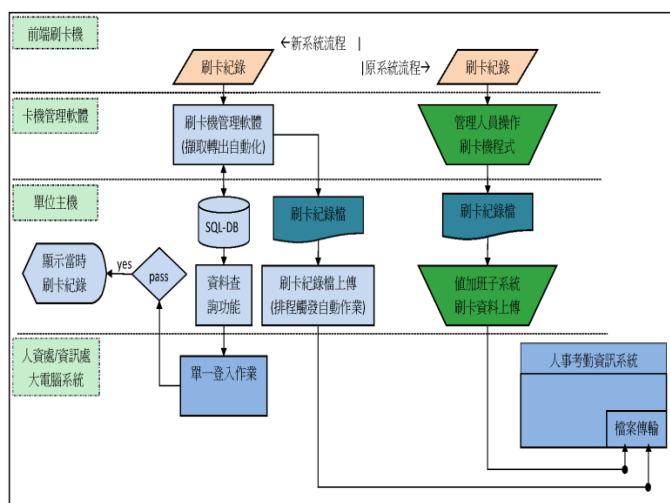 前端刷卡機
←新系統流程
原系統流程→
刷卡紀錄
刷卡紀錄
卡機管理軟體
刷卡機管理軟體
(擷取轉出自動化)
管理人員操作
刷卡機程式
單位主機
SQL-DB
刷卡紀錄檔
刷卡紀錄檔
顯示當時
刷卡紀錄
yes
pass
資料查
詢功能
刷卡紀錄檔上傳
(排程觸發自動作業)
值加班子系統
刷卡資料上傳
人資處/資訊處
大電腦系統
單一登入作業
人事考勤資訊系統
檔案傳輸